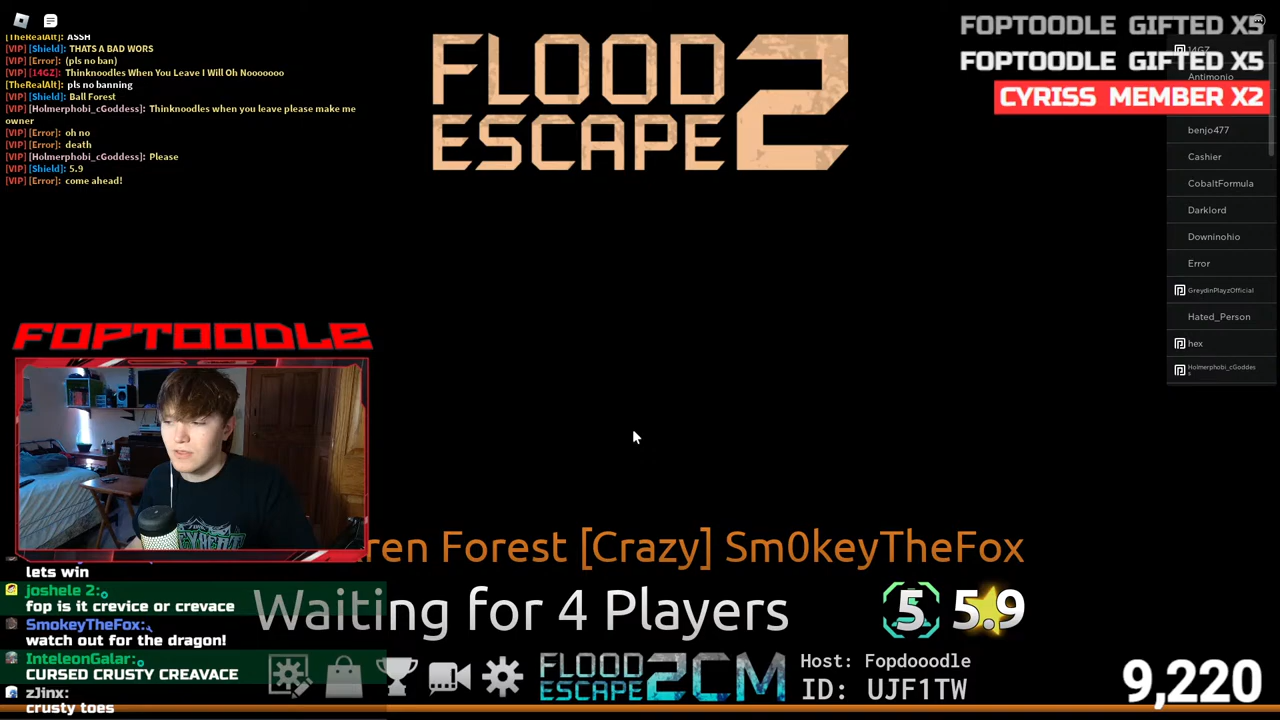 [TheRealAlt]: ASSH
[VIP] [Shield]: THATS A BAD WORS
[VIP] [Error]: (pls no ban)
[VIP] [14GZ]: Thinknoodles When You Leave I Will Oh Nooooooo
[TheRealAlt]: pls no banning
[VIP] [Shield]: Ball Forest
[VIP] [Holmerphobi_cGoddess]: Thinknoodles when you leave please make me
owner
[VIP] [Error]: oh no
[VIP] [Error]: death
[VIP] [Holmerphobi_cGoddess]: Please
[VIP] [Shield]: 5.9
[VIP] [Error]: come ahead!
FLOOD
ESCAPE 2
FOPTOODLE GIFTED X5
FOPTOODLE GIFTED X5
CYRISS MEMBER X2
14GZ
Antimonio
benjo477
Cashier
CobaltFormula
Darklord
Downinohio
Error
GreydinPlayzOfficial
Hated_Person
hex
Holmerphobi_cGoddes
s
FOPTOODLE
lets win
joshele 2:
fop is it crevice or crevace
SmokeyTheFox:
watch out for the dragon!
InteleonGalar:
CURSED CRUSTY CREAVACE
zJinx:
crusty toes
ren Forest [Crazy] Sm0keyTheFox
Waiting for 4 Players
5
5.9
FLOOD
ESCAPE 2CM
Host: Fopdooodle
ID: UJF1TW
9,220